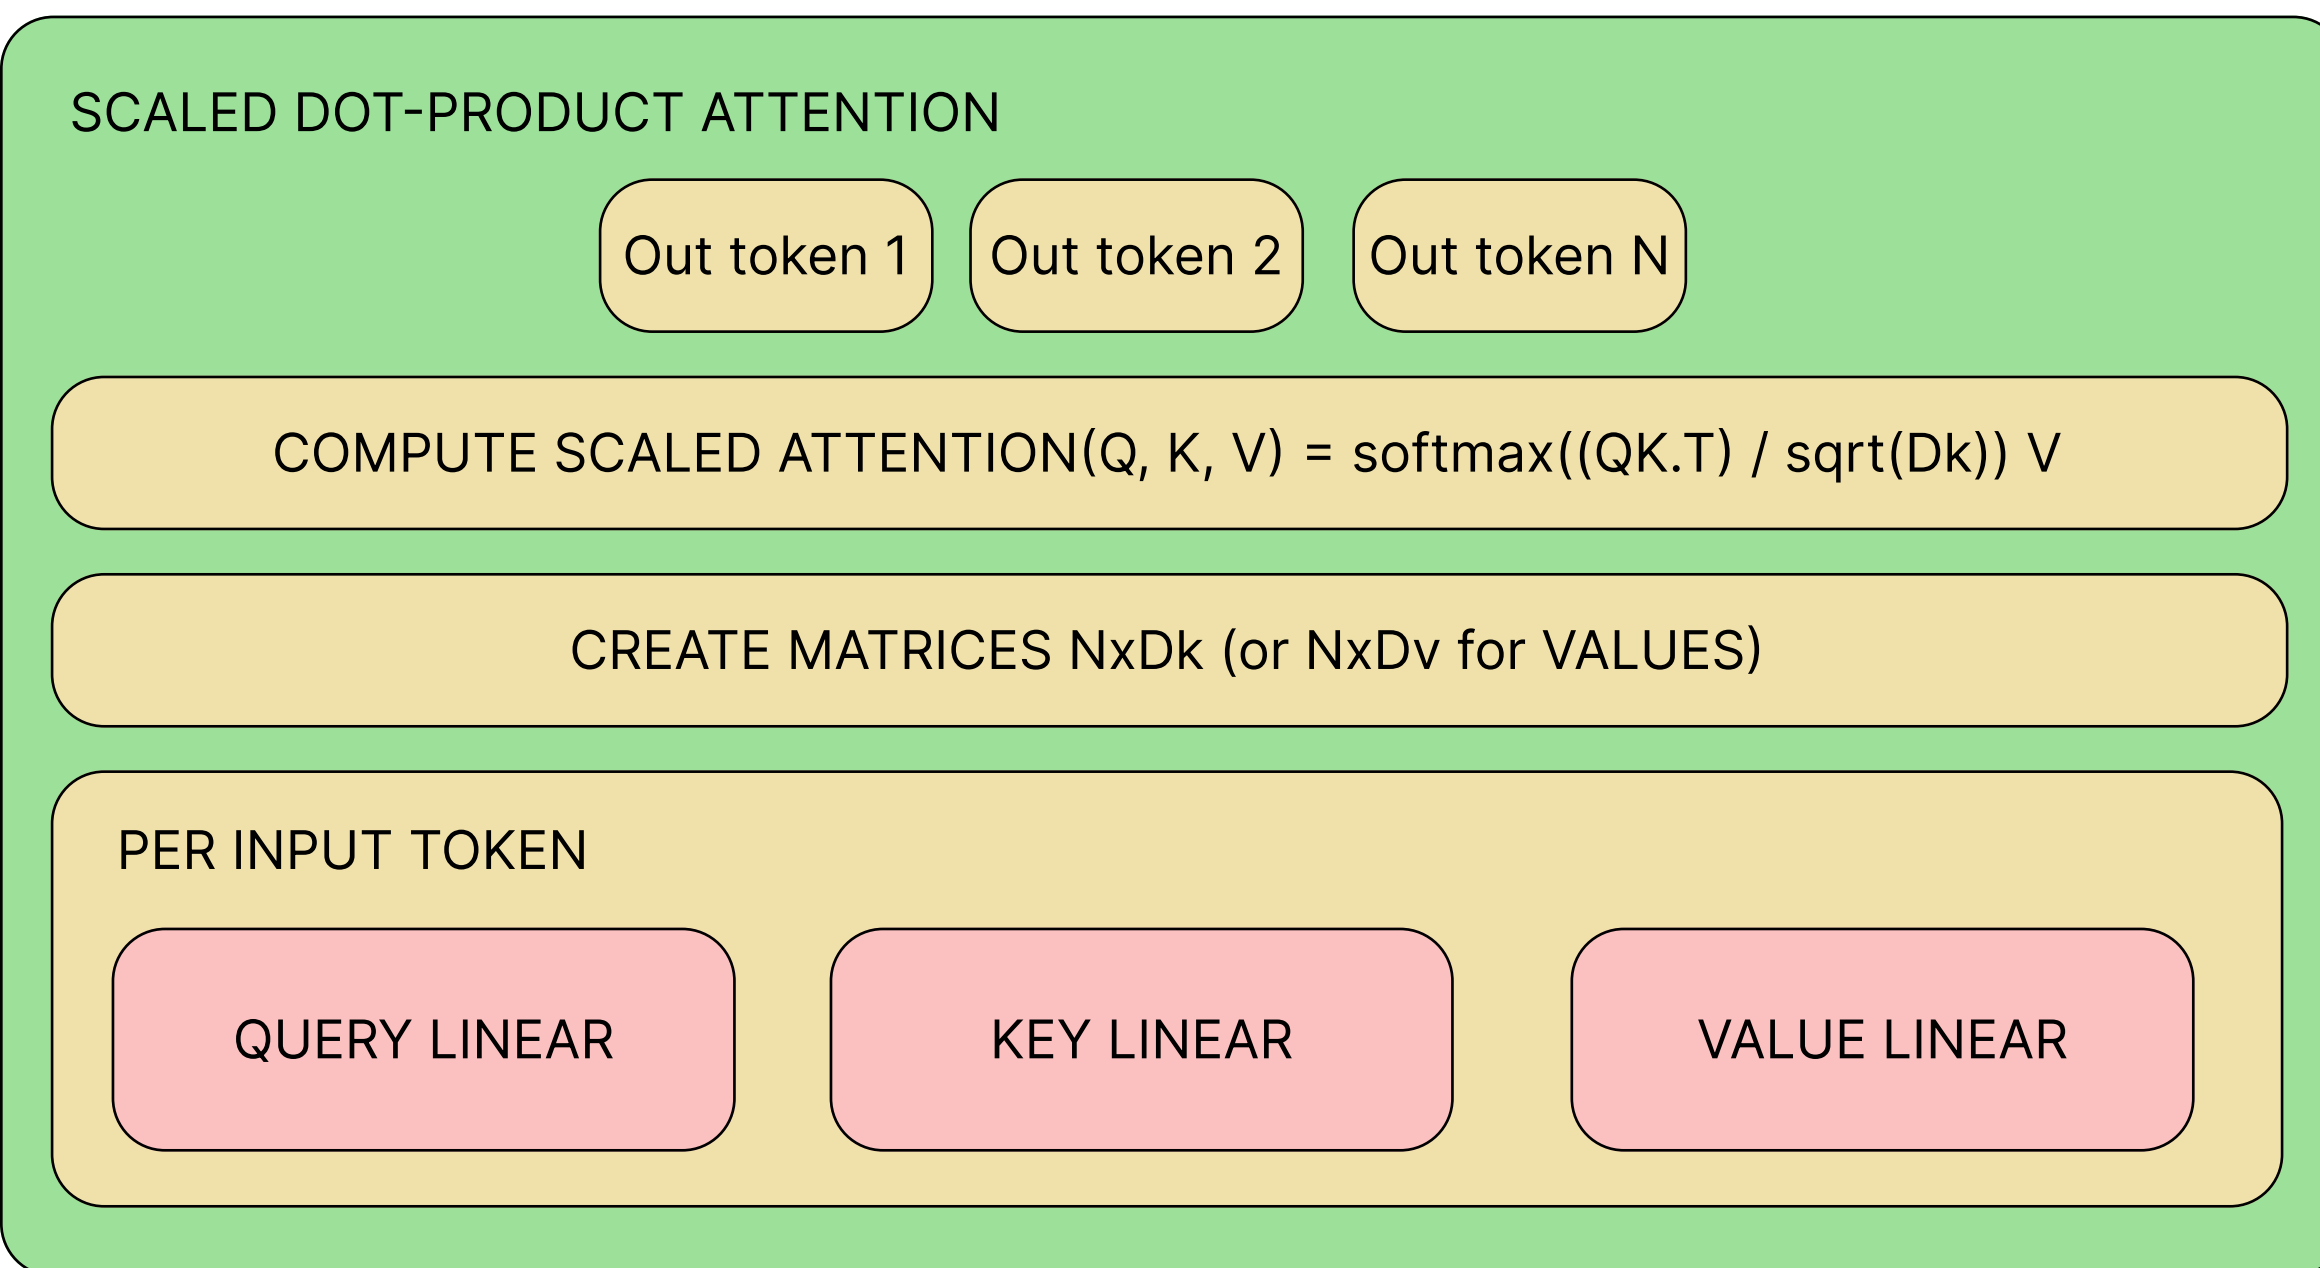 SCALED DOT-PRODUCT ATTENTION
Out token 1
Out token 2
Out token N
COMPUTE SCALED ATTENTION(Q, K, V) = softmax((QK.T) / sqrt(Dk)) V
CREATE MATRICES NxDk (or NxDv for VALUES)
PER INPUT TOKEN
QUERY LINEAR
KEY LINEAR
VALUE LINEAR